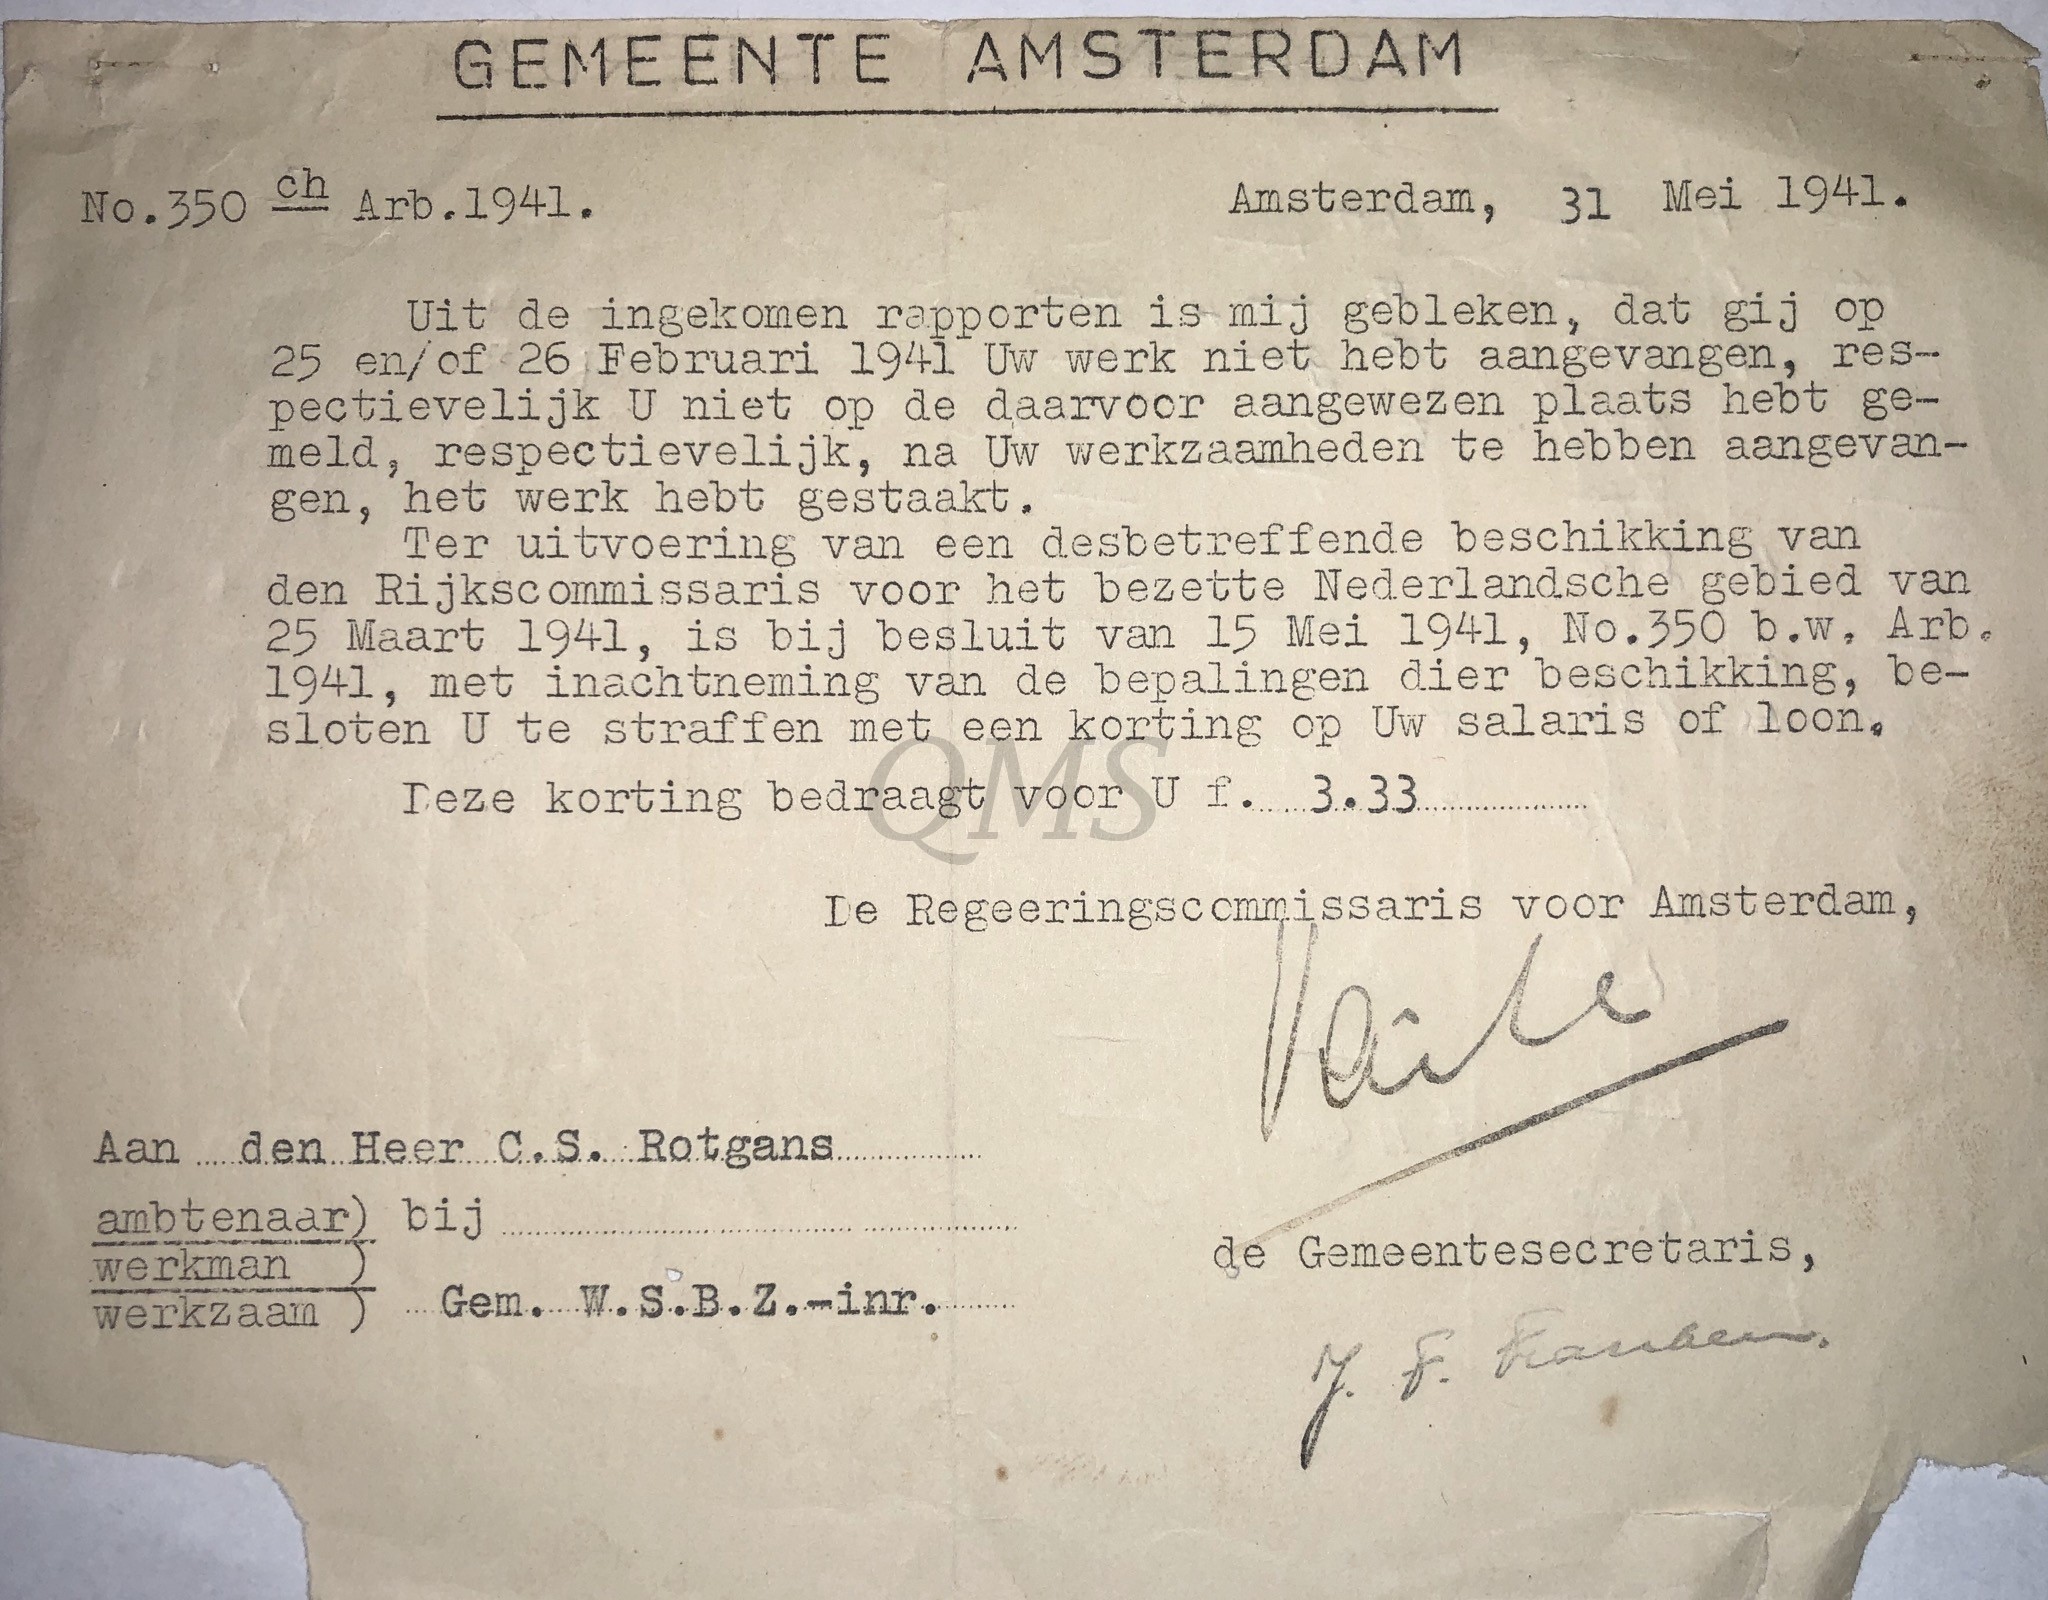 GEMEENTE AMSTERDAM
No.350 ch Arb.1941. Amsterdam, 31 Mei 1941.
Uit de ingekomen rapporten is mij gebleken, dat gij op
25 en/of 26 Februari 1941 Uw werk niet hebt aangevangen, res-
pectievelijk U niet op de daarvoor aangewezen plaats hebt ge-
meld, respectievelijk, na Uw werkzaamheden te hebben aangevan-
gen, het werk hebt gestaakt.
Ter uitvoering van een desbetreffende beschikking van
den Rijkscommissaris voor het bezette Nederlandsche gebied van
25 Maart 1941, is bij besluit van 15 Mei 1941, No.350 b.w. Arb.
1941, met inachtneming van de bepalingen dier beschikking, be-
sloten U te straffen met een korting op Uw salaris of loon.
QMS
Deze korting bedraagt voor U f. 3.33
De Regeeringscommissaris voor Amsterdam,
Voûte
Aan den Heer C.S. Rotgans
ambtenaar) bij
werkman )
werkzaam ) Gem. W.S.B.Z.-inr.
de Gemeentesecretaris,
J. F. Franken.